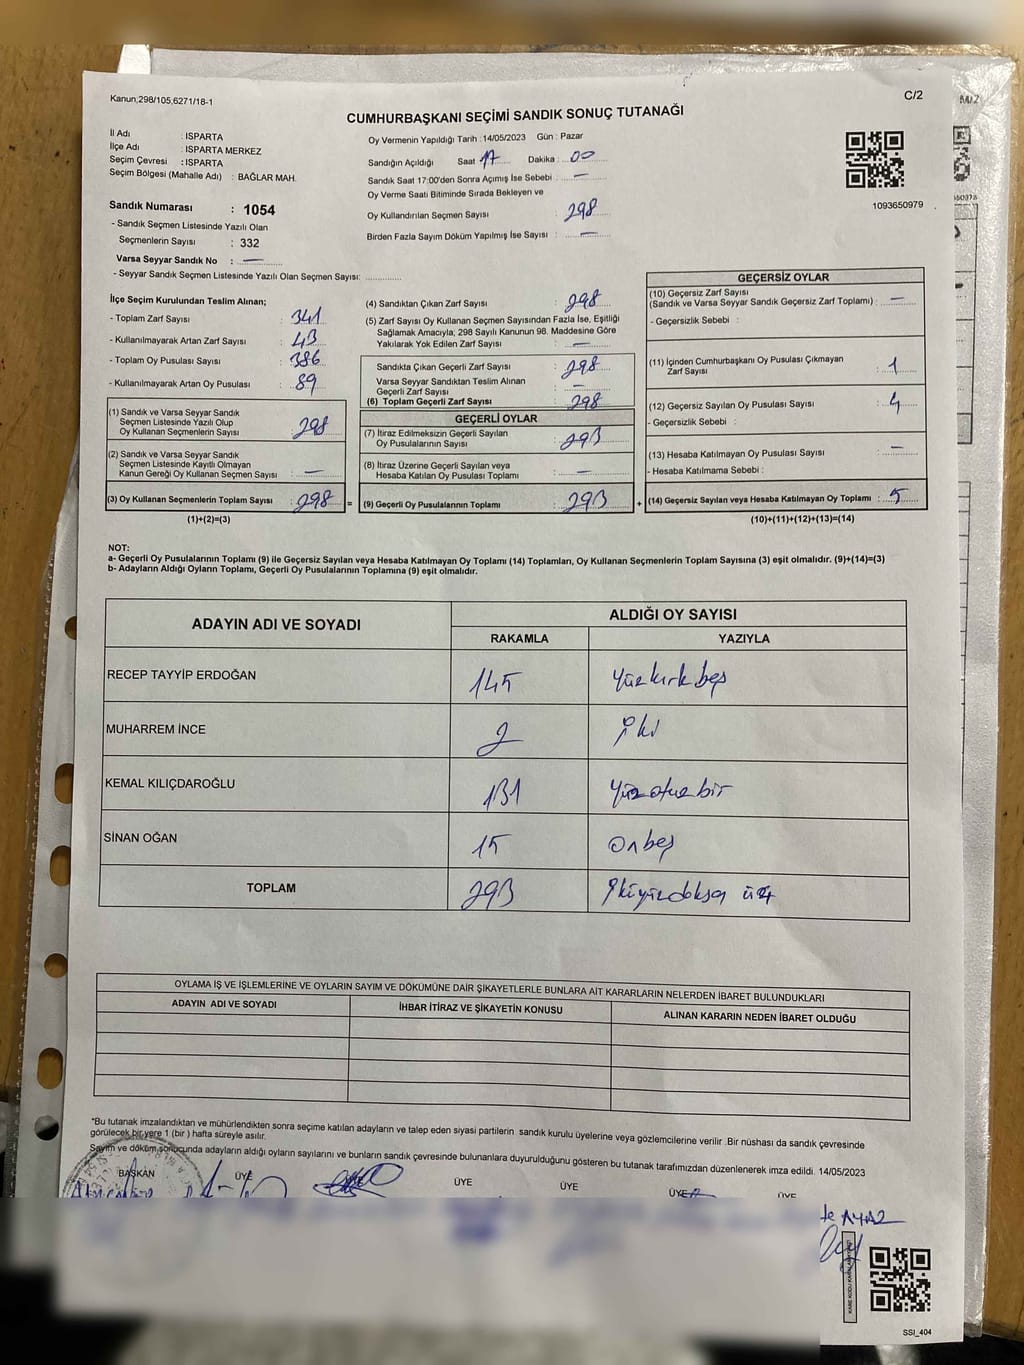 Kanun;298/105,6271/18-1
C/2
CUMHURBAŞKANI SEÇİMİ SANDIK SONUÇ TUTANAĞI
İl Adı : ISPARTA
İlçe Adı : ISPARTA MERKEZ
Seçim Çevresi : ISPARTA
Seçim Bölgesi (Mahalle Adı) : BAĞLAR MAH.
Oy Vermenin Yapıldığı Tarih : 14/05/2023 Gün : Pazar
Sandığın Açıldığı Saat 17 Dakika : 00
Sandık Saat 17:00'den Sonra Açımış İse Sebebi : —
Oy Verme Saati Bitiminde Sırada Bekleyen ve
Oy Kullandırılan Seçmen Sayısı : 298
Birden Fazla Sayım Döküm Yapılmış İse Sayısı : —
1093650979
Sandık Numarası : 1054
- Sandık Seçmen Listesinde Yazılı Olan
Seçmenlerin Sayısı : 332
Varsa Seyyar Sandık No : —
- Seyyar Sandık Seçmen Listesinde Yazılı Olan Seçmen Sayısı:
İlçe Seçim Kurulundan Teslim Alınan;
- Toplam Zarf Sayısı : 341
- Kullanılmayarak Artan Zarf Sayısı : 43
- Toplam Oy Pusulası Sayısı : 386
- Kullanılmayarak Artan Oy Pusulası : 89
(1) Sandık ve Varsa Seyyar Sandık
Seçmen Listesinde Yazılı Olup
Oy Kullanan Seçmenlerin Sayısı : 298
(2) Sandık ve Varsa Seyyar Sandık
Seçmen Listesinde Kayıtlı Olmayan
Kanun Gereği Oy Kullanan Seçmen Sayısı : —
(3) Oy Kullanan Seçmenlerin Toplam Sayısı : 298 =
(1)+(2)=(3)
(4) Sandıktan Çıkan Zarf Sayısı : 298
(5) Zarf Sayısı Oy Kullanan Seçmen Sayısından Fazla İse, Eşitliği
Sağlamak Amacıyla, 298 Sayılı Kanunun 98. Maddesine Göre
Yakılarak Yok Edilen Zarf Sayısı : —
Sandıkta Çıkan Geçerli Zarf Sayısı : 298
Varsa Seyyar Sandıktan Teslim Alınan
Geçerli Zarf Sayısı : —
(6) Toplam Geçerli Zarf Sayısı : 298
GEÇERLİ OYLAR
(7) İtiraz Edilmeksizin Geçerli Sayılan
Oy Pusulalarının Sayısı : 293
(8) İtiraz Üzerine Geçerli Sayılan veya
Hesaba Katılan Oy Pusulası Toplamı : —
(9) Geçerli Oy Pusulalarının Toplamı : 293 +
GEÇERSİZ OYLAR
(10) Geçersiz Zarf Sayısı
(Sandık ve Varsa Seyyar Sandık Geçersiz Zarf Toplamı) : —
- Geçersizlik Sebebi :
(11) İçinden Cumhurbaşkanı Oy Pusulası Çıkmayan
Zarf Sayısı : 1
(12) Geçersiz Sayılan Oy Pusulası Sayısı : 4
- Geçersizlik Sebebi :
(13) Hesaba Katılmayan Oy Pusulası Sayısı : —
- Hesaba Katılmama Sebebi :
(14) Geçersiz Sayılan veya Hesaba Katılmayan Oy Toplamı : 5
(10)+(11)+(12)+(13)=(14)
NOT:
a- Geçerli Oy Pusulalarının Toplamı (9) ile Geçersiz Sayılan veya Hesaba Katılmayan Oy Toplamı (14) Toplamları, Oy Kullanan Seçmenlerin Toplam Sayısına (3) eşit olmalıdır. (9)+(14)=(3)
b- Adayların Aldığı Oyların Toplamı, Geçerli Oy Pusulalarının Toplamına (9) eşit olmalıdır.
ADAYIN ADI VE SOYADI
ALDIĞI OY SAYISI
RAKAMLA YAZIYLA
RECEP TAYYİP ERDOĞAN 145 Yüzkırkbeş
MUHARREM İNCE 2 İki
KEMAL KILIÇDAROĞLU 131 Yüzotuzbir
SİNAN OĞAN 15 Onbeş
TOPLAM 293 İkiyüzdoksan üç
OYLAMA İŞ VE İŞLEMLERİNE VE OYLARIN SAYIM VE DÖKÜMÜNE DAİR ŞİKAYETLERLE BUNLARA AİT KARARLARIN NELERDEN İBARET BULUNDUKLARI
ADAYIN ADI VE SOYADI İHBAR İTİRAZ VE ŞİKAYETİN KONUSU ALINAN KARARIN NEDEN İBARET OLDUĞU
*Bu tutanak imzalandıktan ve mühürlendikten sonra seçime katılan adayların ve talep eden siyasi partilerin sandık kurulu üyelerine veya gözlemcilerine verilir .Bir nüshası da sandık çevresinde
görülecek bir yere 1 (bir ) hafta süreyle asılır.
Sayım ve döküm sonucunda adayların aldığı oyların sayılarını ve bunların sandık çevresinde bulunanlara duyurulduğunu gösteren bu tutanak tarafımızdan düzenlenerek imza edildi. 14/05/2023
BAŞKAN ÜYE ÜYE ÜYE ÜYE ÜYE
AYAZ
SSI_404